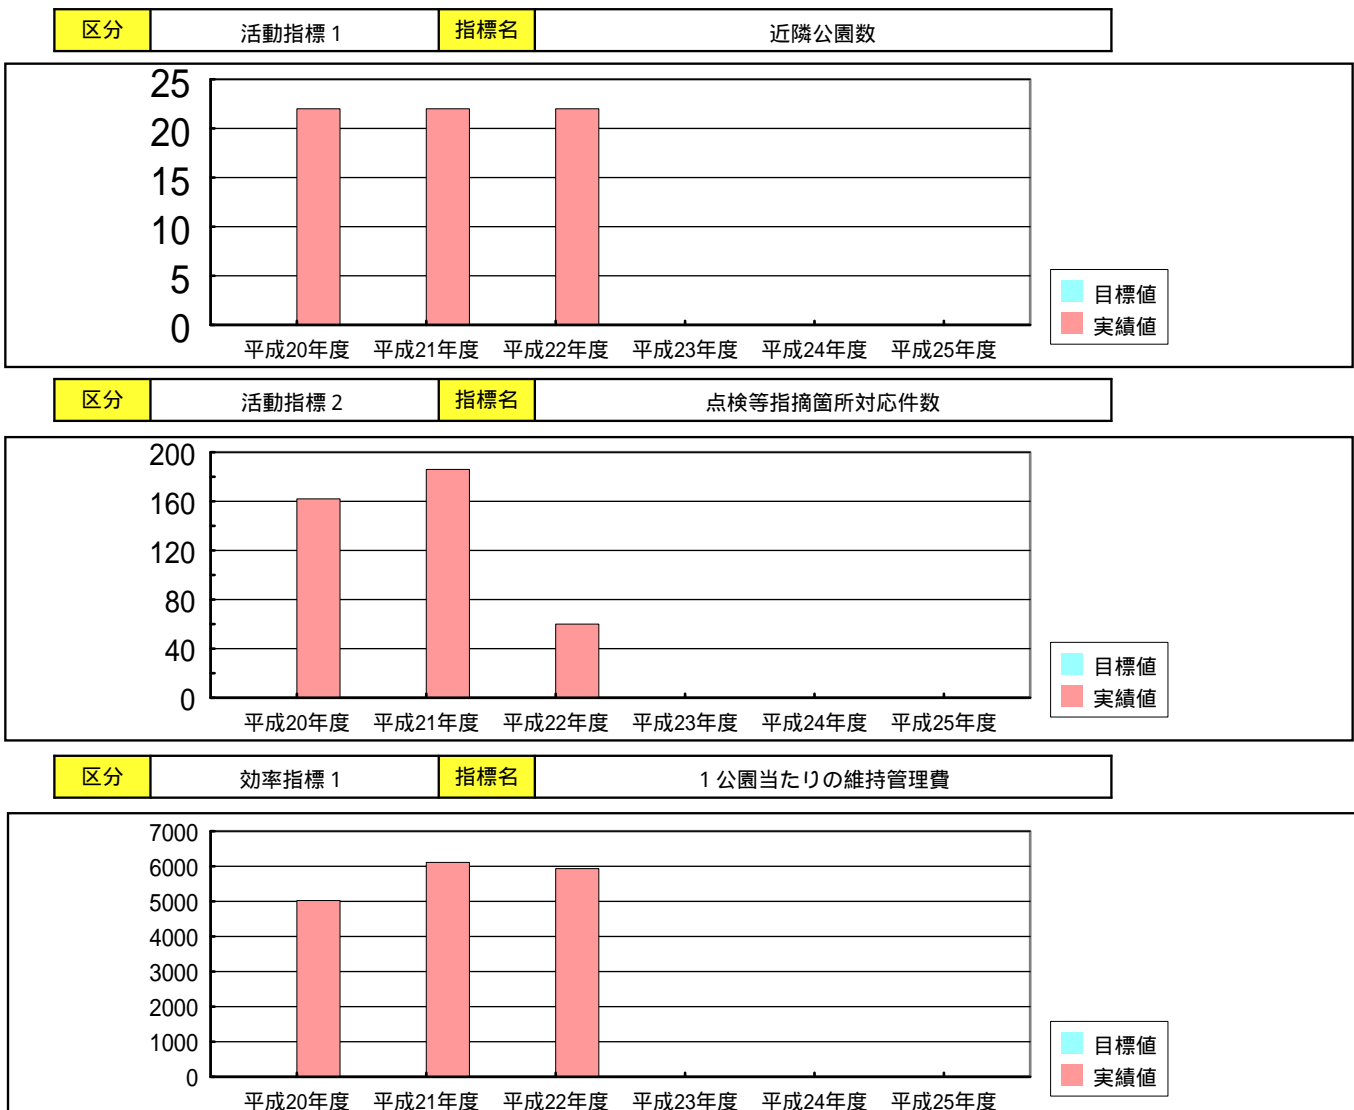 区分 活動指標１ 指標名 近隣公園数
25
20
15
10
5
0
平成20年度 平成21年度 平成22年度 平成23年度 平成24年度 平成25年度
目標値
実績値
区分 活動指標２ 指標名 点検等指摘箇所対応件数
200
160
120
80
40
0
平成20年度 平成21年度 平成22年度 平成23年度 平成24年度 平成25年度
目標値
実績値
区分 効率指標１ 指標名 １公園当たりの維持管理費
7000
6000
5000
4000
3000
2000
1000
0
平成20年度 平成21年度 平成22年度 平成23年度 平成24年度 平成25年度
目標値
実績値